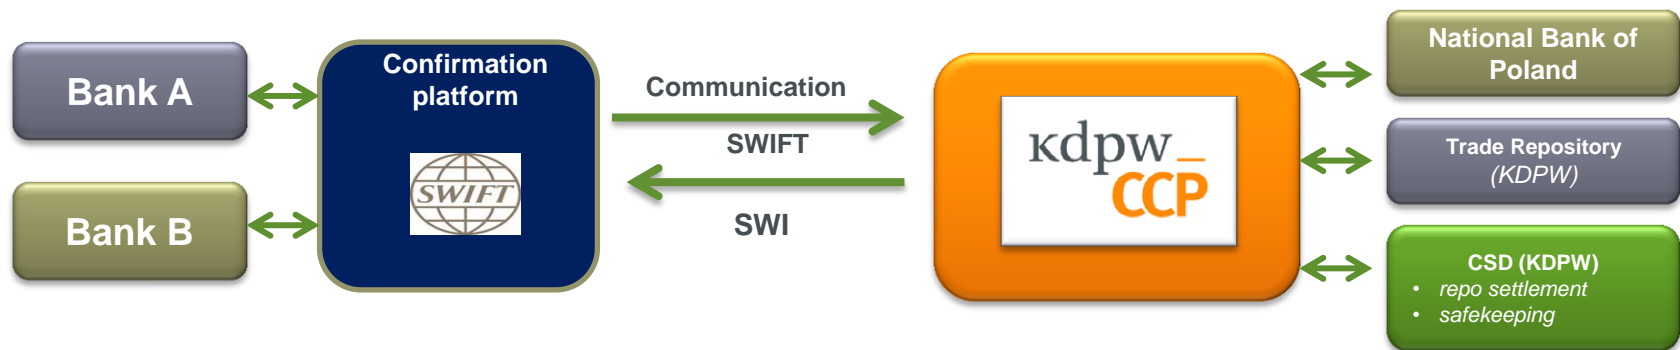 Bank A
Bank B
Confirmation
platform
SWIFT
Communication
SWIFT
SWI
kdpw_
CCP
National Bank of
Poland
Trade Repository
(KDPW)
CSD (KDPW)
• repo settlement
• safekeeping